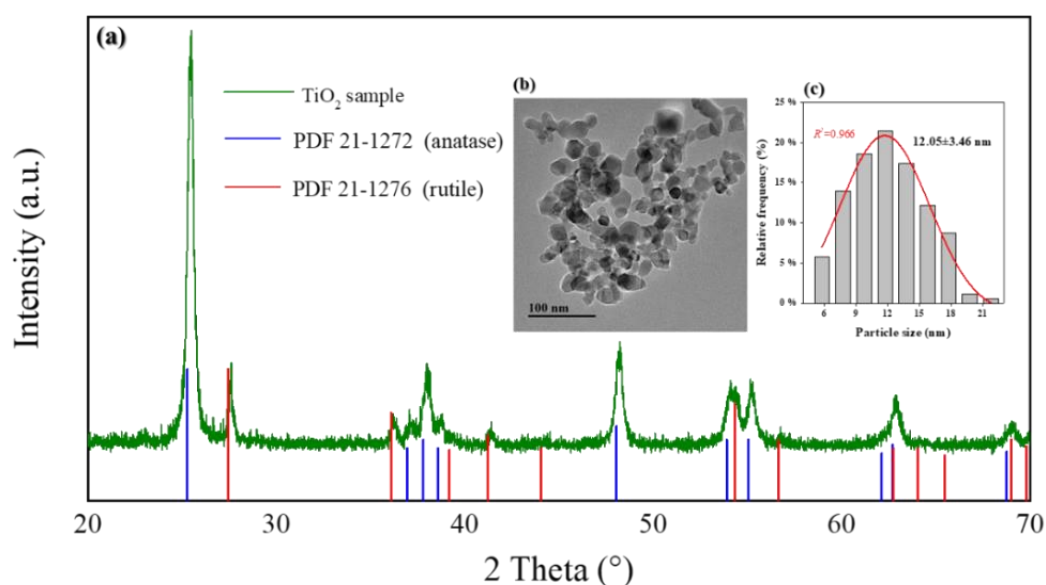 (a)
TiO₂ sample
PDF 21-1272 (anatase)
PDF 21-1276 (rutile)
(b)
100 nm
(c)
R²=0.966
12.05±3.46 nm
25 %
20 %
15 %
10 %
5 %
0 %
Relative frequency (%)
6 9 12 15 18 21
Particle size (nm)
Intensity (a.u.)
20 30 40 50 60 70
2 Theta (°)